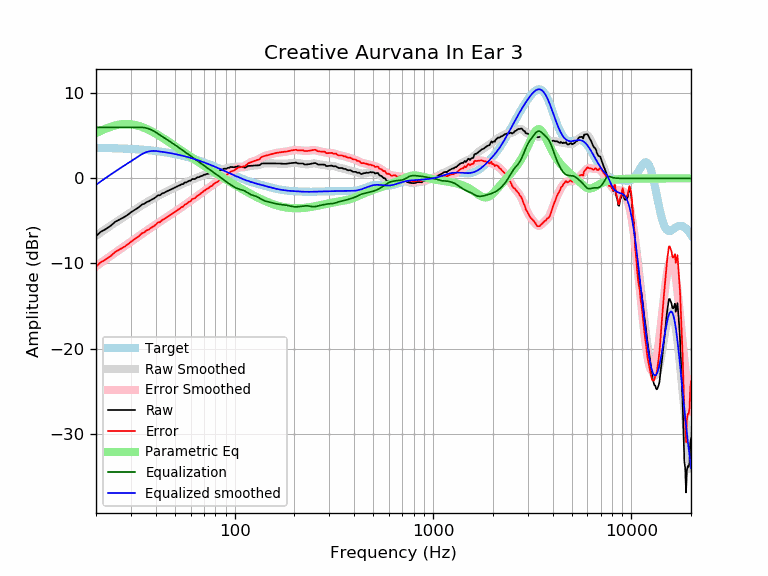 Creative Aurvana In Ear 3
Amplitude (dBr)
10
0
−10
−20
−30
Target
Raw Smoothed
Error Smoothed
Raw
Error
Parametric Eq
Equalization
Equalized smoothed
100 1000 10000
Frequency (Hz)